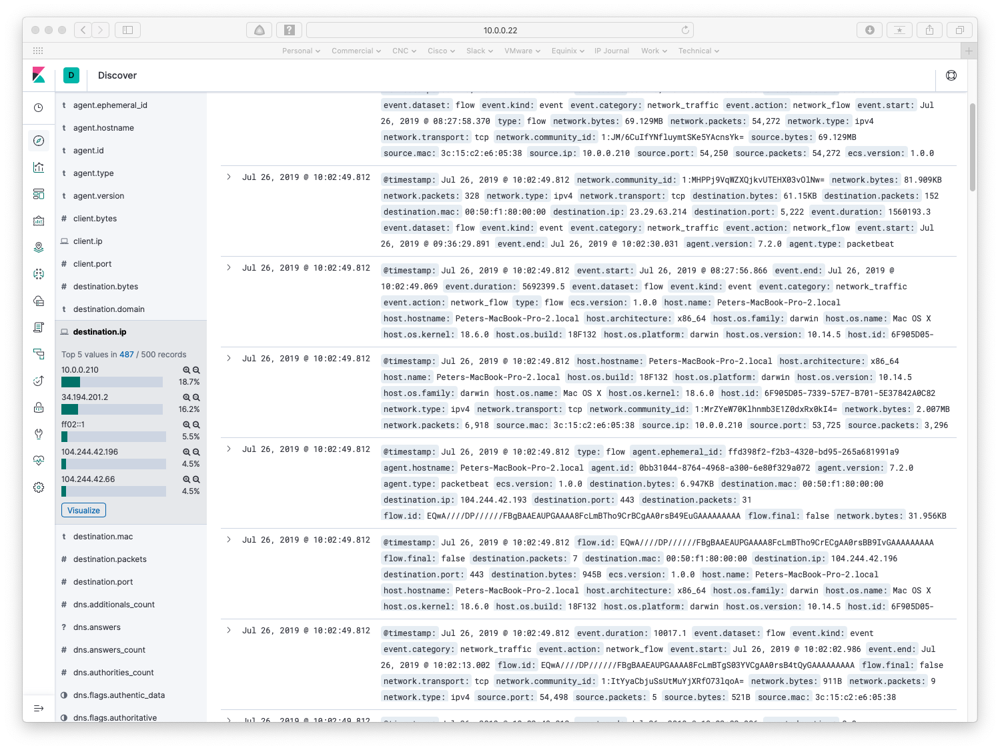 10.0.0.22
Personal Commercial CNC Cisco Slack VMware Equinix IP Journal Work Technical
D Discover
t agent.ephemeral_id
t agent.hostname
t agent.id
t agent.type
t agent.version
# client.bytes
client.ip
# client.port
# destination.bytes
t destination.domain
destination.ip
Top 5 values in 487 / 500 records
10.0.0.210
18.7%
34.194.201.2
16.2%
ff02::1
5.5%
104.244.42.196
4.5%
104.244.42.66
4.5%
Visualize
t destination.mac
# destination.packets
# destination.port
# dns.additionals_count
? dns.answers
# dns.answers_count
# dns.authorities_count
dns.flags.authentic_data
dns.flags.authoritative
event.dataset: flow event.kind: event event.category: network_traffic event.action: network_flow event.start: Jul
26, 2019 @ 08:27:58.370 type: flow network.bytes: 69.129MB network.packets: 54,272 network.type: ipv4
network.transport: tcp network.community_id: 1:JM/6CuIfYNfluymtSKe5YAcnsYk= source.bytes: 69.129MB
source.mac: 3c:15:c2:e6:05:38 source.ip: 10.0.0.210 source.port: 54,250 source.packets: 54,272 ecs.version: 1.0.0
Jul 26, 2019 @ 10:02:49.812 @timestamp: Jul 26, 2019 @ 10:02:49.812 network.community_id: 1:MHPPj9VqWZXQjkvUTEHX03vOlNw= network.bytes: 81.909KB
network.packets: 328 network.type: ipv4 network.transport: tcp destination.bytes: 61.15KB destination.packets: 152
destination.mac: 00:50:f1:80:00:00 destination.ip: 23.29.63.214 destination.port: 5,222 event.duration: 1560193.3
event.dataset: flow event.kind: event event.category: network_traffic event.action: network_flow event.start: Jul
26, 2019 @ 09:36:29.891 event.end: Jul 26, 2019 @ 10:02:30.031 agent.version: 7.2.0 agent.type: packetbeat
Jul 26, 2019 @ 10:02:49.812 @timestamp: Jul 26, 2019 @ 10:02:49.812 event.start: Jul 26, 2019 @ 08:27:56.866 event.end: Jul 26, 2019 @
10:02:49.069 event.duration: 5692399.5 event.dataset: flow event.kind: event event.category: network_traffic
event.action: network_flow type: flow ecs.version: 1.0.0 host.name: Peters-MacBook-Pro-2.local
host.hostname: Peters-MacBook-Pro-2.local host.architecture: x86_64 host.os.family: darwin host.os.name: Mac OS X
host.os.kernel: 18.6.0 host.os.build: 18F132 host.os.platform: darwin host.os.version: 10.14.5 host.id: 6F905D05-
Jul 26, 2019 @ 10:02:49.812 @timestamp: Jul 26, 2019 @ 10:02:49.812 host.hostname: Peters-MacBook-Pro-2.local host.architecture: x86_64
host.name: Peters-MacBook-Pro-2.local host.os.build: 18F132 host.os.platform: darwin host.os.version: 10.14.5
host.os.family: darwin host.os.name: Mac OS X host.os.kernel: 18.6.0 host.id: 6F905D05-7339-57E7-B701-5E37842A0C82
network.type: ipv4 network.transport: tcp network.community_id: 1:MrZYeW70Klhnmb3E1Z0dxRx0kI4= network.bytes: 2.007MB
network.packets: 6,918 source.mac: 3c:15:c2:e6:05:38 source.ip: 10.0.0.210 source.port: 53,725 source.packets: 3,296
Jul 26, 2019 @ 10:02:49.812 @timestamp: Jul 26, 2019 @ 10:02:49.812 type: flow agent.ephemeral_id: ffd398f2-f2b3-4320-bd95-265a681991a9
agent.hostname: Peters-MacBook-Pro-2.local agent.id: 0bb31044-8764-4968-a300-6e80f329a072 agent.version: 7.2.0
agent.type: packetbeat ecs.version: 1.0.0 destination.bytes: 6.947KB destination.mac: 00:50:f1:80:00:00
destination.ip: 104.244.42.193 destination.port: 443 destination.packets: 31
flow.id: EQwA////DP//////FBgBAAEAUPGAAAA8FcLmBTho9CrBCgAA0rsB49EuGAAAAAAAAA flow.final: false network.bytes: 31.956KB
Jul 26, 2019 @ 10:02:49.812 @timestamp: Jul 26, 2019 @ 10:02:49.812 flow.id: EQwA////DP//////FBgBAAEAUPGAAAA8FcLmBTho9CrECgAA0rsBB9IvGAAAAAAAAA
flow.final: false destination.packets: 7 destination.mac: 00:50:f1:80:00:00 destination.ip: 104.244.42.196
destination.port: 443 destination.bytes: 945B ecs.version: 1.0.0 host.name: Peters-MacBook-Pro-2.local
host.hostname: Peters-MacBook-Pro-2.local host.architecture: x86_64 host.os.family: darwin host.os.name: Mac OS X
host.os.kernel: 18.6.0 host.os.build: 18F132 host.os.platform: darwin host.os.version: 10.14.5 host.id: 6F905D05-
Jul 26, 2019 @ 10:02:49.812 @timestamp: Jul 26, 2019 @ 10:02:49.812 event.duration: 10017.1 event.dataset: flow event.kind: event
event.category: network_traffic event.action: network_flow event.start: Jul 26, 2019 @ 10:02:02.986 event.end: Jul
26, 2019 @ 10:02:13.002 flow.id: EQwA////DP//////FBgBAAEAUPGAAAA8FcLmBTgS03YVCgAA0rsB4tQyGAAAAAAAAA flow.final: false
network.transport: tcp network.community_id: 1:ItYyaCbjuSsUtMuYjXRfO73lqoA= network.bytes: 911B network.packets: 9
network.type: ipv4 source.port: 54,498 source.packets: 5 source.bytes: 521B source.mac: 3c:15:c2:e6:05:38
Jul 26, 2019 @ 10:02:49.812